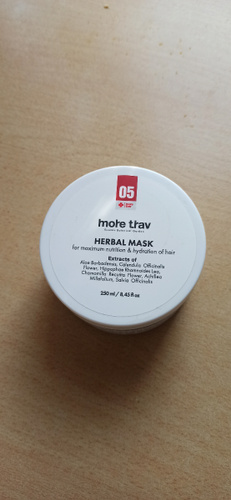 05
more trav
HERBAL MASK
for maximum nutrition & hydration of hair
Extracts of
Aloe Barbadensis, Calendula Officinalis
Flower, Hippophae Rhamnoides Leaf,
Chamomilla Recutita Flower, Achillea
Millefolium, Salvia Officinalis
250 ml / 8.45 fl oz